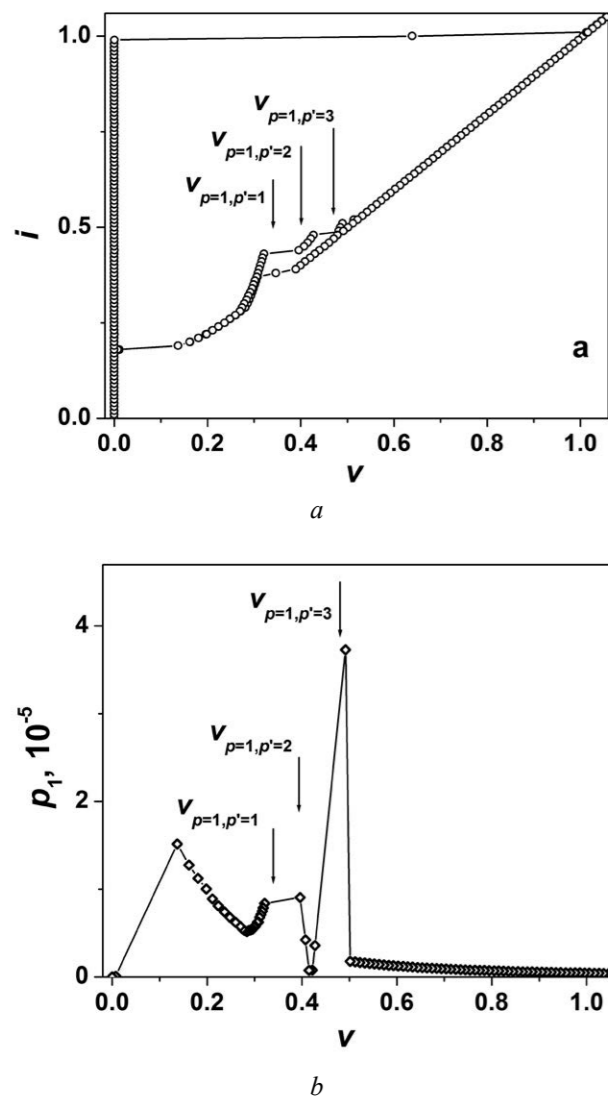 1.0
v_{p=1,p'=3}
v_{p=1,p'=2}
v_{p=1,p'=1}
0.5
i
a
0.0
0.0 0.2 0.4 0.6 0.8 1.0
v
a
4
v_{p=1,p'=3}
p_1, 10^{-5}
v_{p=1,p'=2}
2
v_{p=1,p'=1}
0
0.0 0.2 0.4 0.6 0.8 1.0
v
b